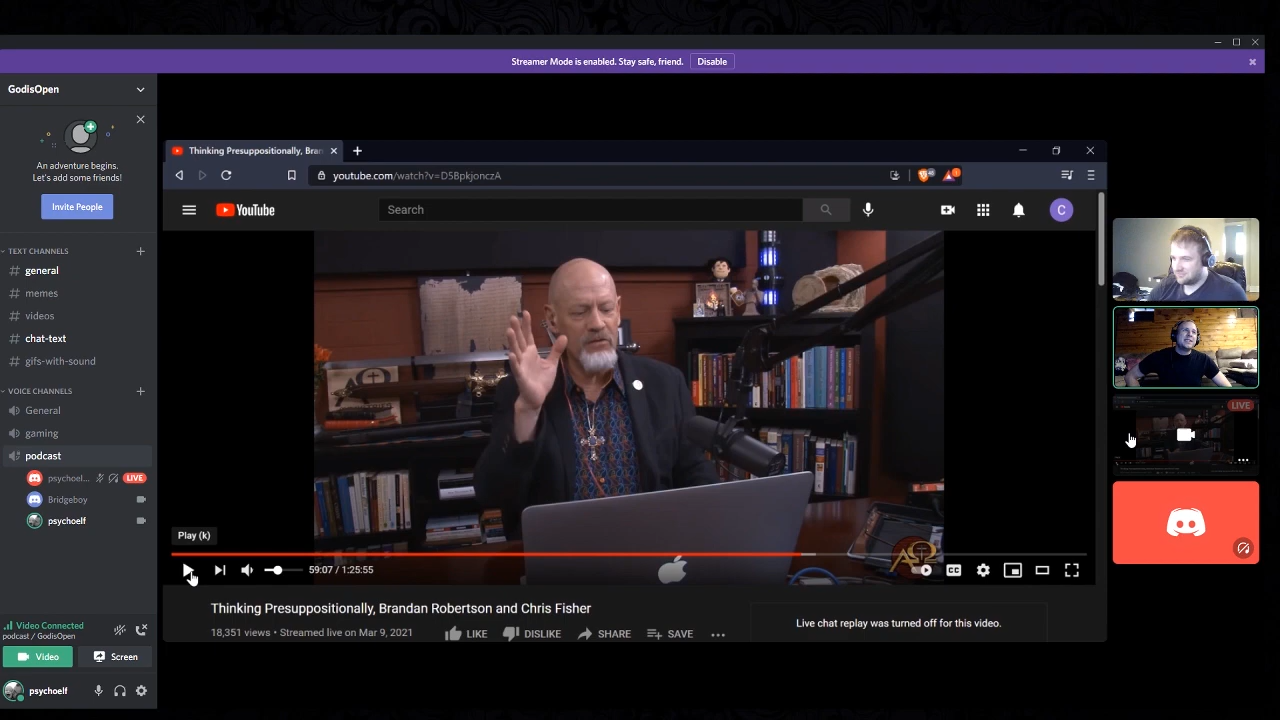 Streamer Mode is enabled. Stay safe, friend. Disable
GodisOpen
An adventure begins.
Let's add some friends!
Invite People
TEXT CHANNELS
# general
# memes
# videos
# chat-text
# gifs-with-sound
VOICE CHANNELS
General
gaming
podcast
psychoel... LIVE
Bridgeboy
psychoelf
Video Connected
podcast / GodisOpen
Video Screen
psychoelf
Thinking Presuppositionally, Bran
youtube.com/watch?v=D5BpkjonczA
YouTube
Search
C
Play (k)
59:07 / 1:25:55
CC
ΑΩ
Thinking Presuppositionally, Brandan Robertson and Chris Fisher
18,351 views • Streamed live on Mar 9, 2021
LIKE DISLIKE SHARE SAVE
Live chat replay was turned off for this video.
LIVE